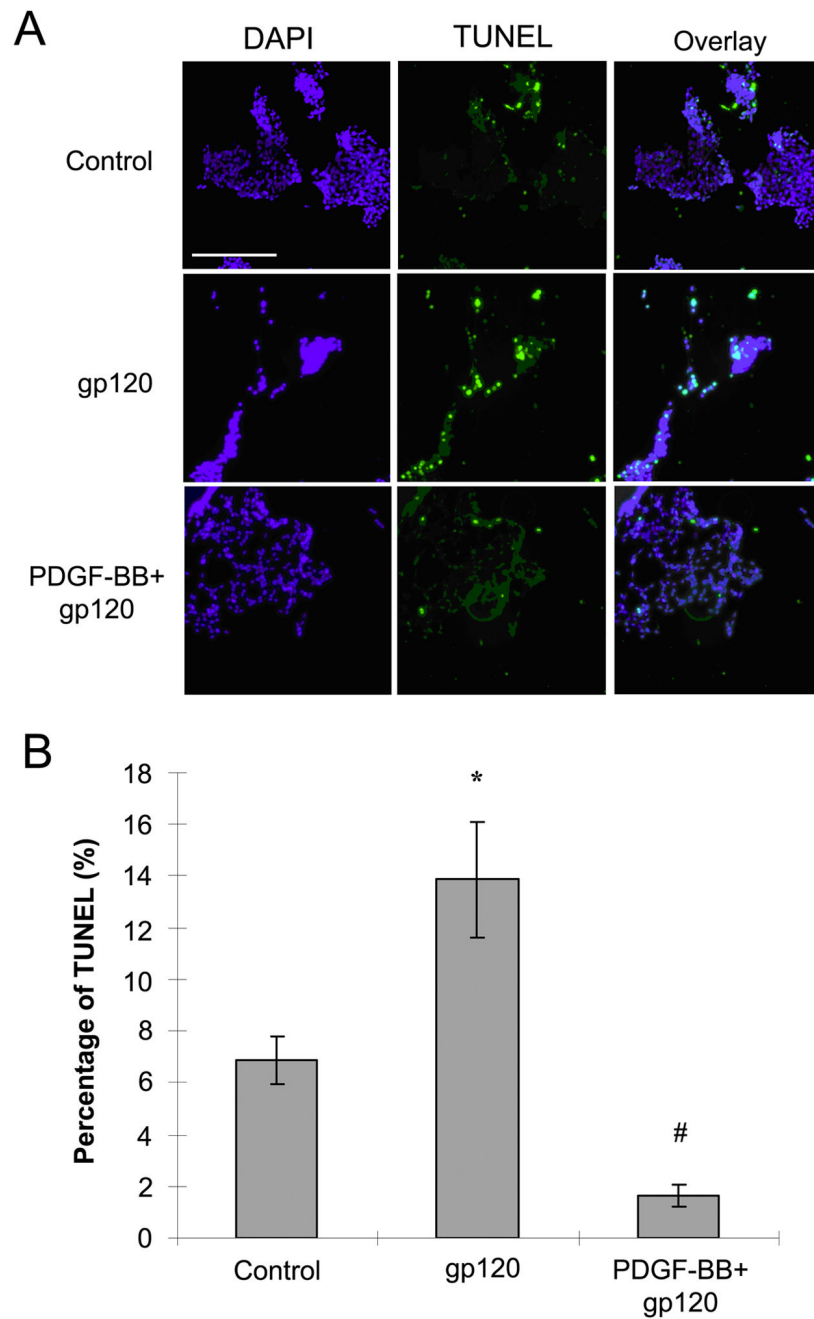 A
DAPI TUNEL Overlay
Control
gp120
PDGF-BB+
gp120
B
Percentage of TUNEL (%)
18
16
14
12
10
8
6
4
2
0
*
#
Control gp120 PDGF-BB+
gp120